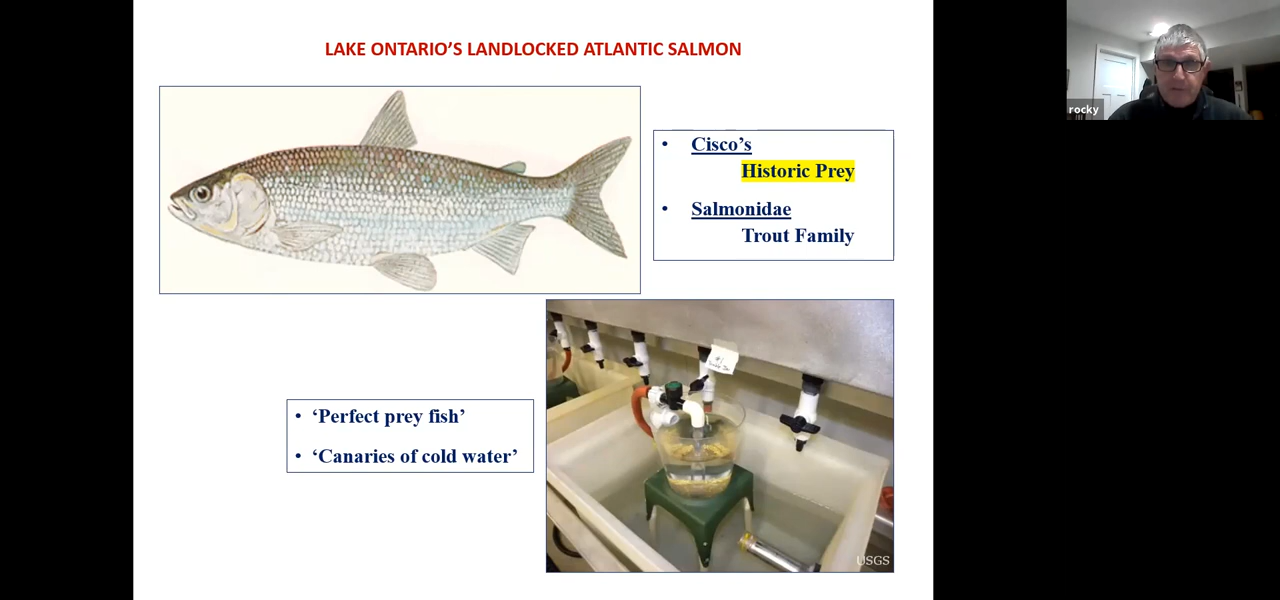 LAKE ONTARIO'S LANDLOCKED ATLANTIC SALMON
rocky
• Cisco's
Historic Prey
• Salmonidae
Trout Family
• ‘Perfect prey fish’
• ‘Canaries of cold water’
USGS